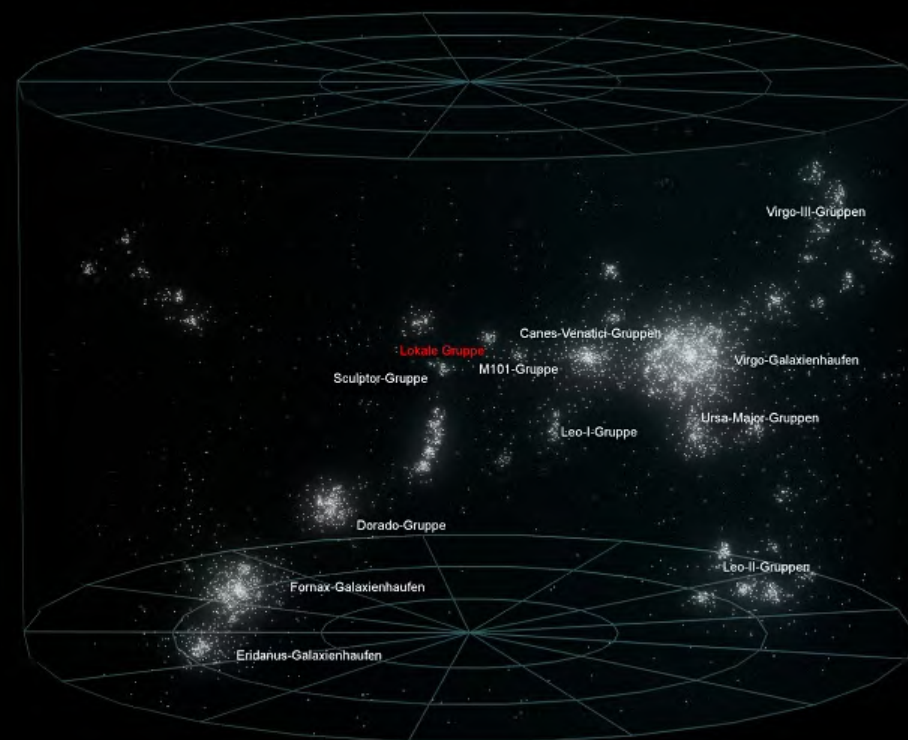 Virgo-III-Gruppen
Canes-Venatici-Gruppen
Lokale Gruppe
Virgo-Galaxienhaufen
M101-Gruppe
Sculptor-Gruppe
Ursa-Major-Gruppen
Leo-I-Gruppe
Dorado-Gruppe
Leo-II-Gruppen
Fornax-Galaxienhaufen
Eridanus-Galaxienhaufen